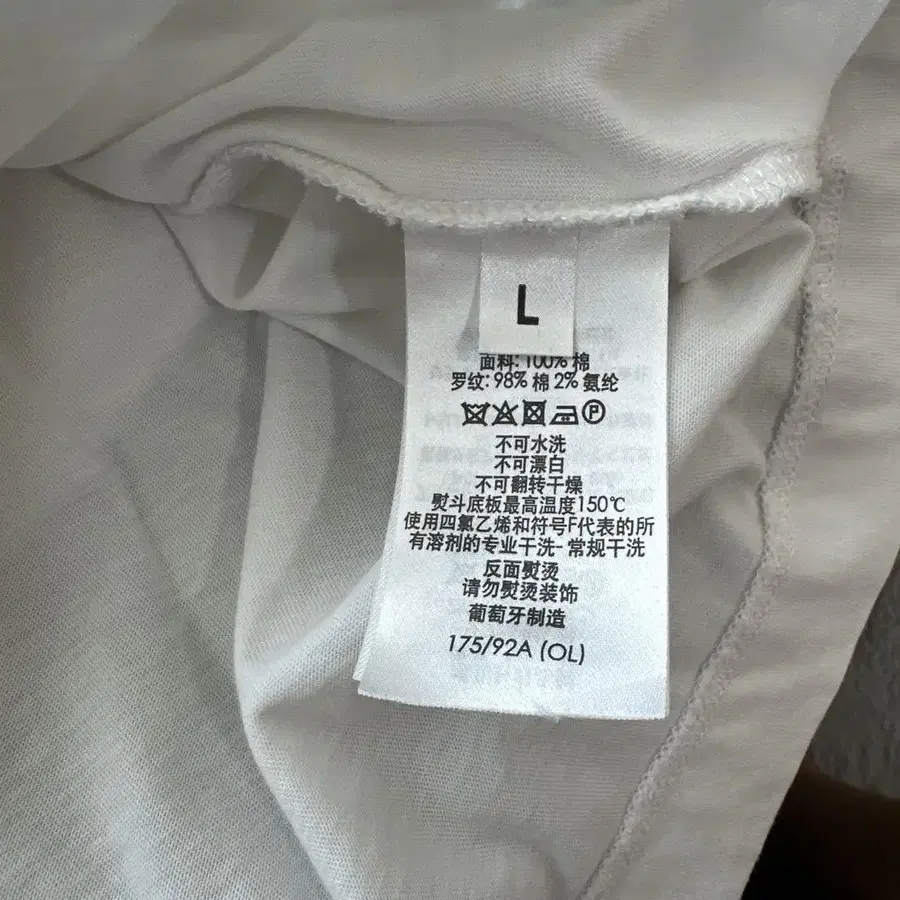 L
面料: 100% 棉
罗纹: 98% 棉 2% 氨纶
P
不可水洗
不可漂白
不可翻转干燥
熨斗底板最高温度150℃
使用四氯乙烯和符号F代表的所
有溶剂的专业干洗- 常规干洗
反面熨烫
请勿熨烫装饰
葡萄牙制造
175/92A (OL)